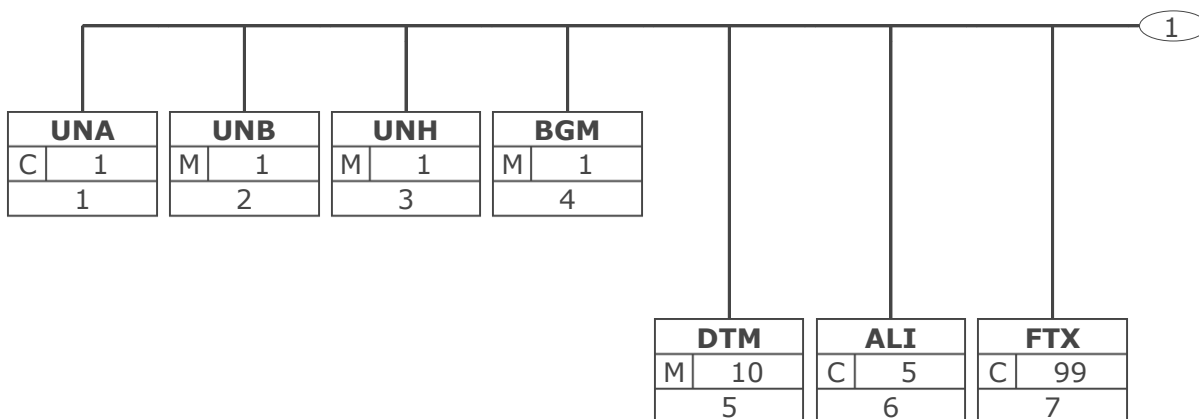 1
UNA UNB UNH BGM
C 1 M 1 M 1 M 1
1 2 3 4
DTM ALI FTX
M 10 C 5 C 99
5 6 7